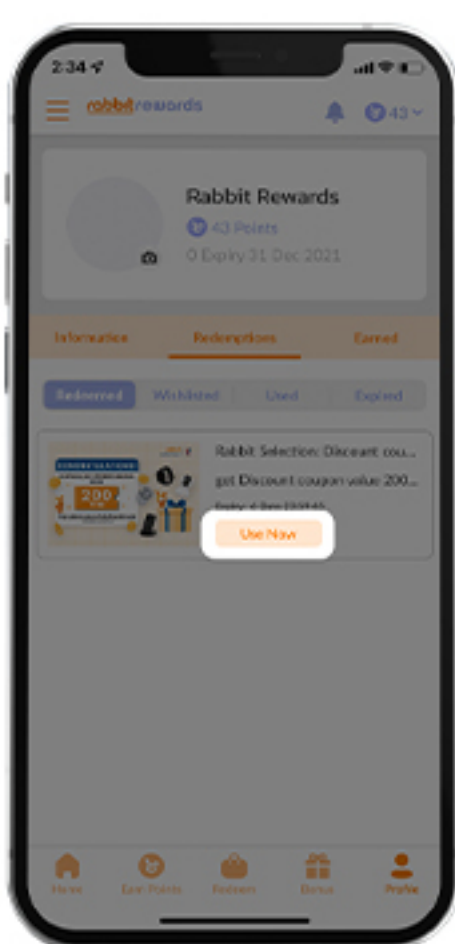 2:34
rabbit rewards
43
Rabbit Rewards
43 Points
0 Expiry 31 Dec 2021
Information Redemptions Earned
Redeemed Wishlisted Used Expired
200
Rabbit Selection: Discount cou...
get Discount coupon value 200...
Use Now
Home Earn Points Redeem Bonus Profile